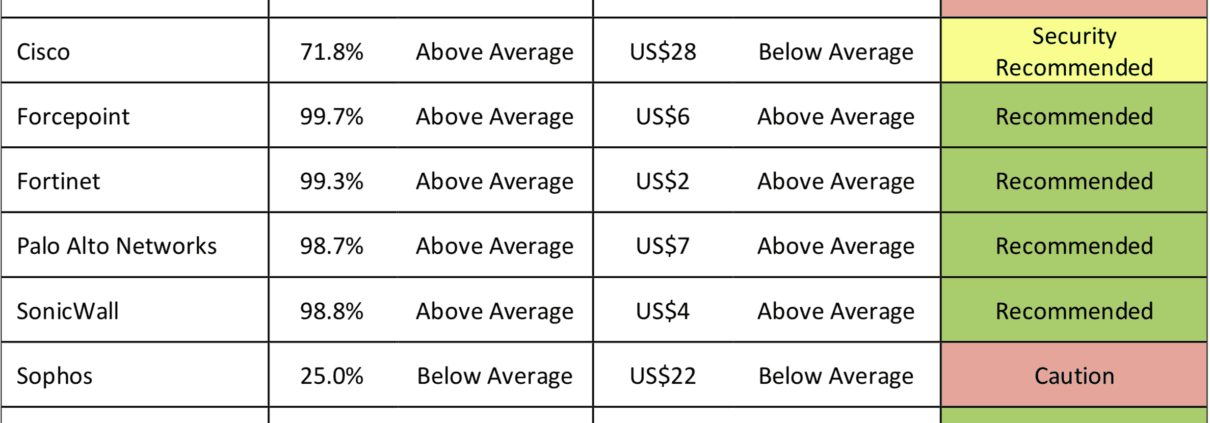 Cisco 71.8% Above Average US$28 Below Average Security Recommended
Forcepoint 99.7% Above Average US$6 Above Average Recommended
Fortinet 99.3% Above Average US$2 Above Average Recommended
Palo Alto Networks 98.7% Above Average US$7 Above Average Recommended
SonicWall 98.8% Above Average US$4 Above Average Recommended
Sophos 25.0% Below Average US$22 Below Average Caution